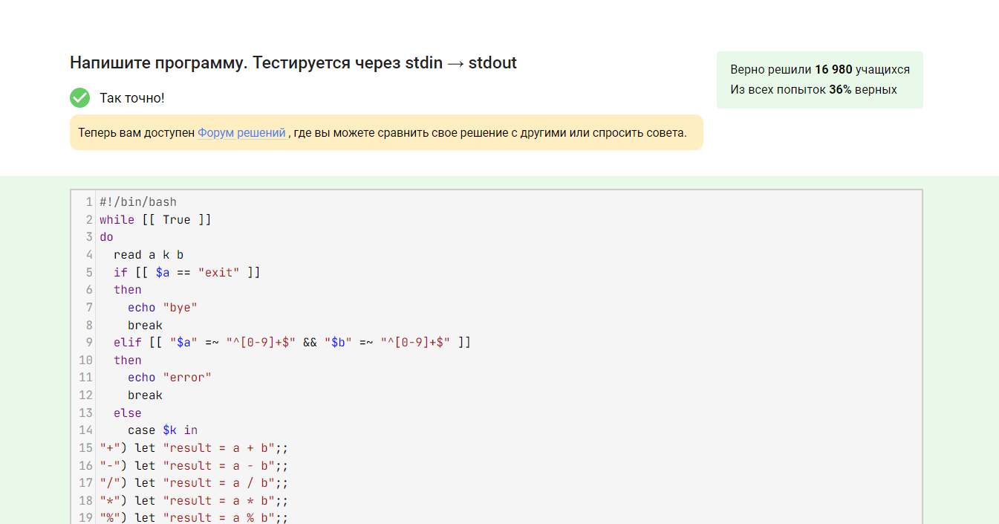 Напишите программу. Тестируется через stdin → stdout
Верно решили 16 980 учащихся
Из всех попыток 36% верных
Так точно!
Теперь вам доступен Форум решений , где вы можете сравнить свое решение с другими или спросить совета.
1 #!/bin/bash
2 while [[ True ]]
3 do
4   read a k b
5   if [[ $a == "exit" ]]
6   then
7     echo "bye"
8     break
9   elif [[ "$a" =~ "^[0-9]+$" && "$b" =~ "^[0-9]+$" ]]
10   then
11     echo "error"
12     break
13   else
14     case $k in
15 "+") let "result = a + b";;
16 "-") let "result = a - b";;
17 "/") let "result = a / b";;
18 "*") let "result = a * b";;
19 "%") let "result = a % b";;